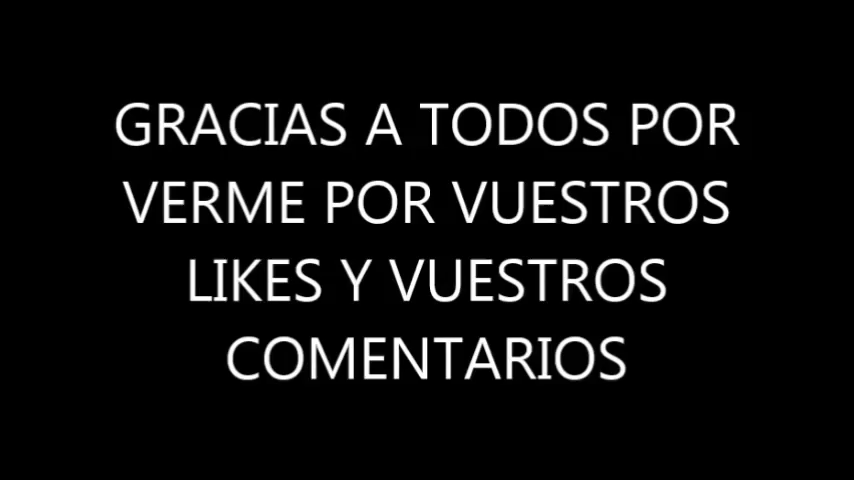 GRACIAS A TODOS POR
VERME POR VUESTROS
LIKES Y VUESTROS
COMENTARIOS